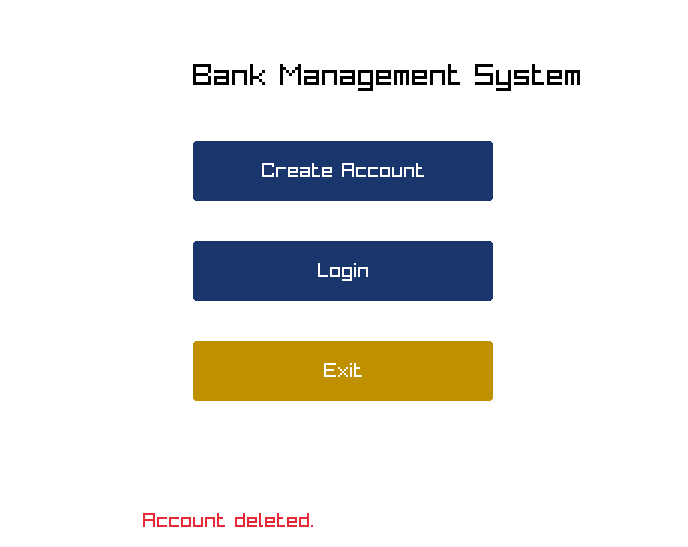 Bank Management System
Create Account
Login
Exit
Account deleted.